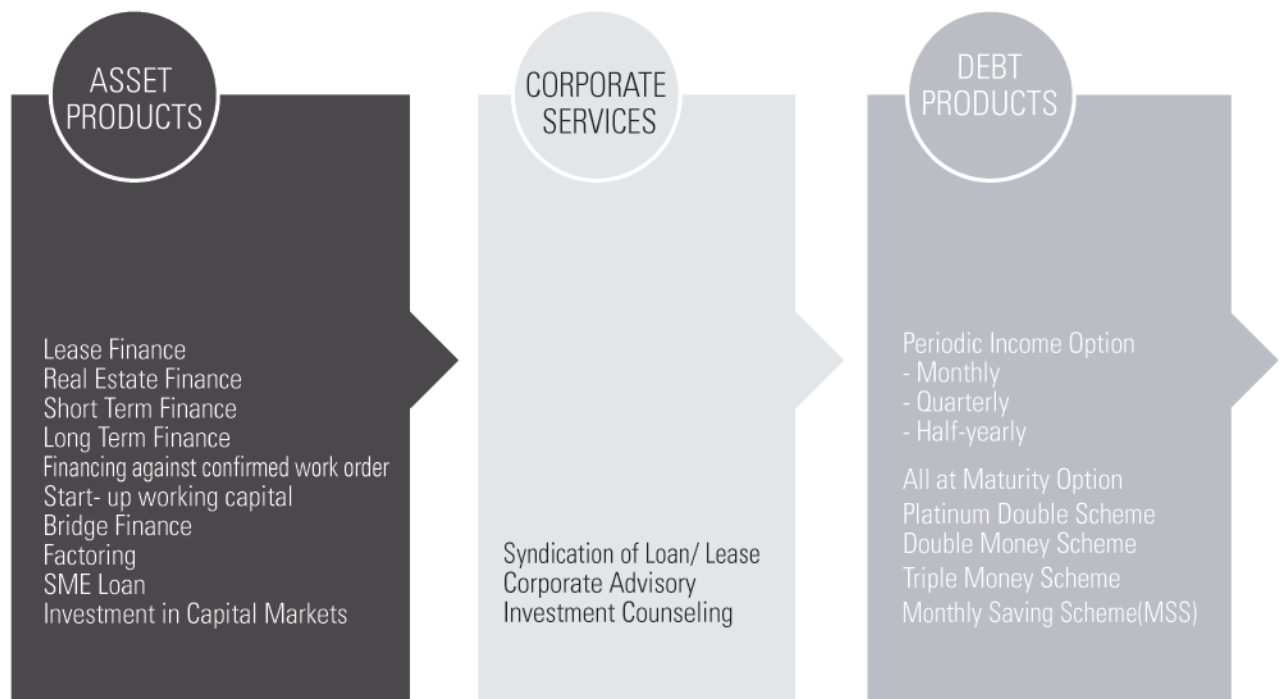 ASSET
PRODUCTS
Lease Finance
Real Estate Finance
Short Term Finance
Long Term Finance
Financing against confirmed work order
Start- up working capital
Bridge Finance
Factoring
SME Loan
Investment in Capital Markets
CORPORATE
SERVICES
Syndication of Loan/ Lease
Corporate Advisory
Investment Counseling
DEBT
PRODUCTS
Periodic Income Option
- Monthly
- Quarterly
- Half-yearly
All at Maturity Option
Platinum Double Scheme
Double Money Scheme
Triple Money Scheme
Monthly Saving Scheme(MSS)